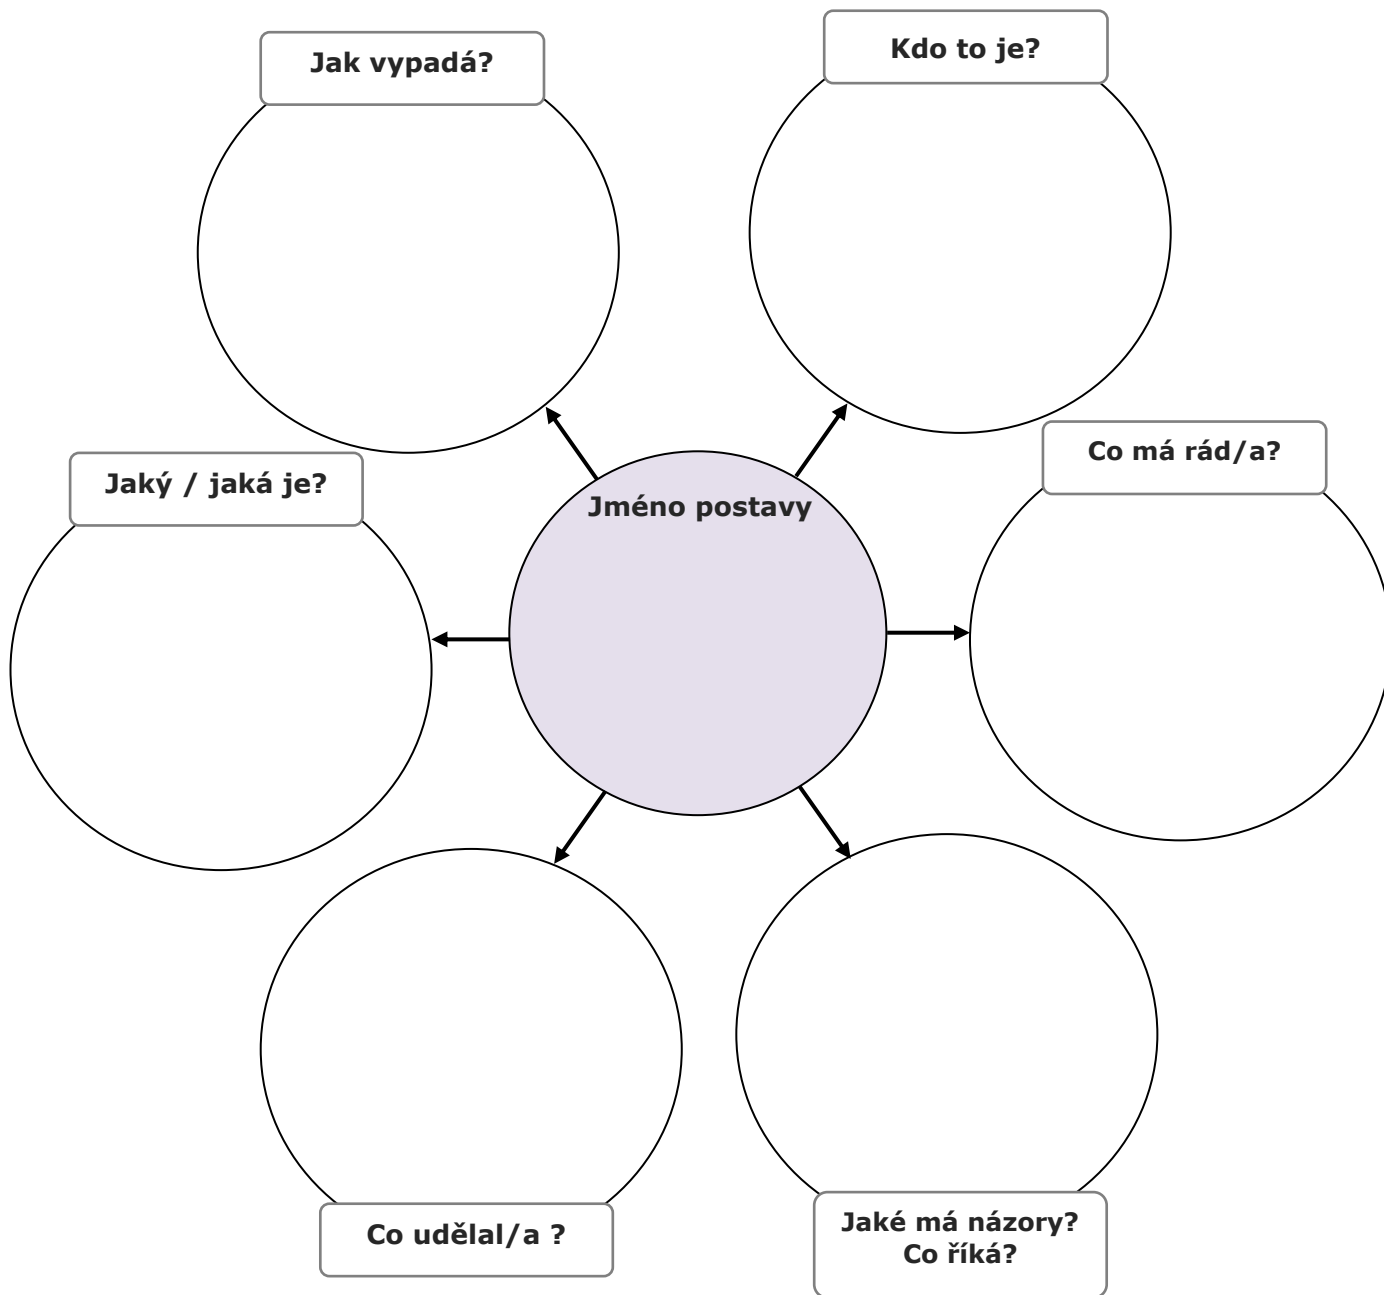 Jak vypadá?
Kdo to je?
Co má rád/a?
Jaký / jaká je?
Jméno postavy
Co udělal/a ?
Jaké má názory?
Co říká?